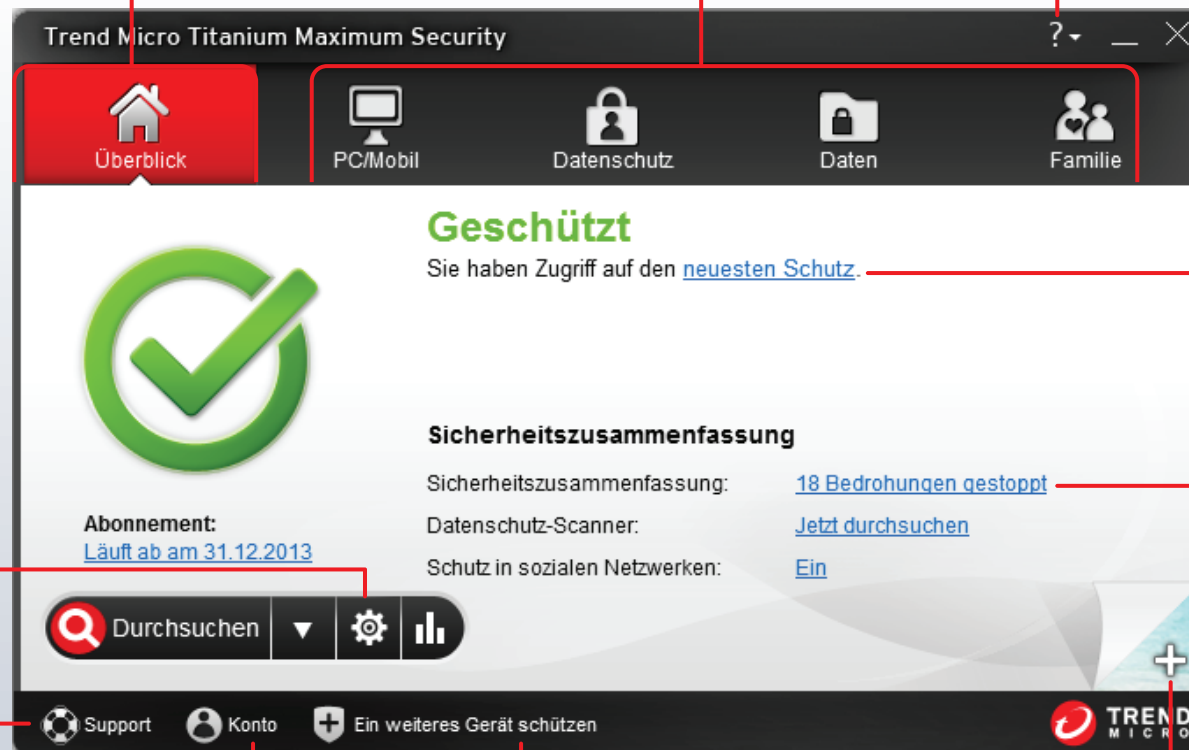 Trend Micro Titanium Maximum Security
?
Überblick
PC/Mobil
Datenschutz
Daten
Familie
Geschützt
Sie haben Zugriff auf den neuesten Schutz.
Sicherheitszusammenfassung
Sicherheitszusammenfassung: 18 Bedrohungen gestoppt
Datenschutz-Scanner: Jetzt durchsuchen
Schutz in sozialen Netzwerken: Ein
Abonnement:
Läuft ab am 31.12.2013
Durchsuchen
Support
Konto
Ein weiteres Gerät schützen
TREND
MICRO